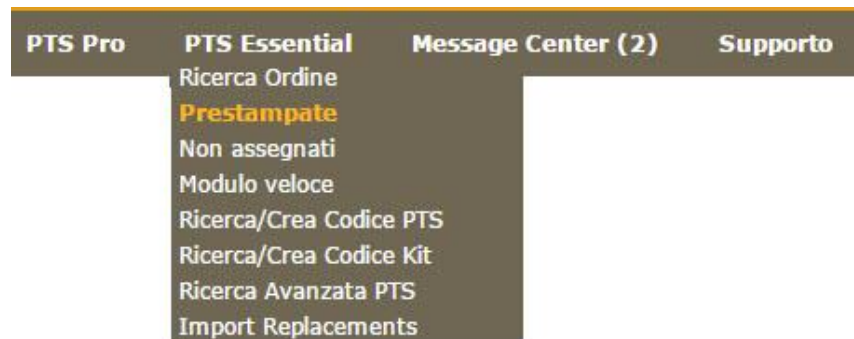 PTS Pro PTS Essential Message Center (2) Supporto
Ricerca Ordine
Prestampate
Non assegnati
Modulo veloce
Ricerca/Crea Codice PTS
Ricerca/Crea Codice Kit
Ricerca Avanzata PTS
Import Replacements